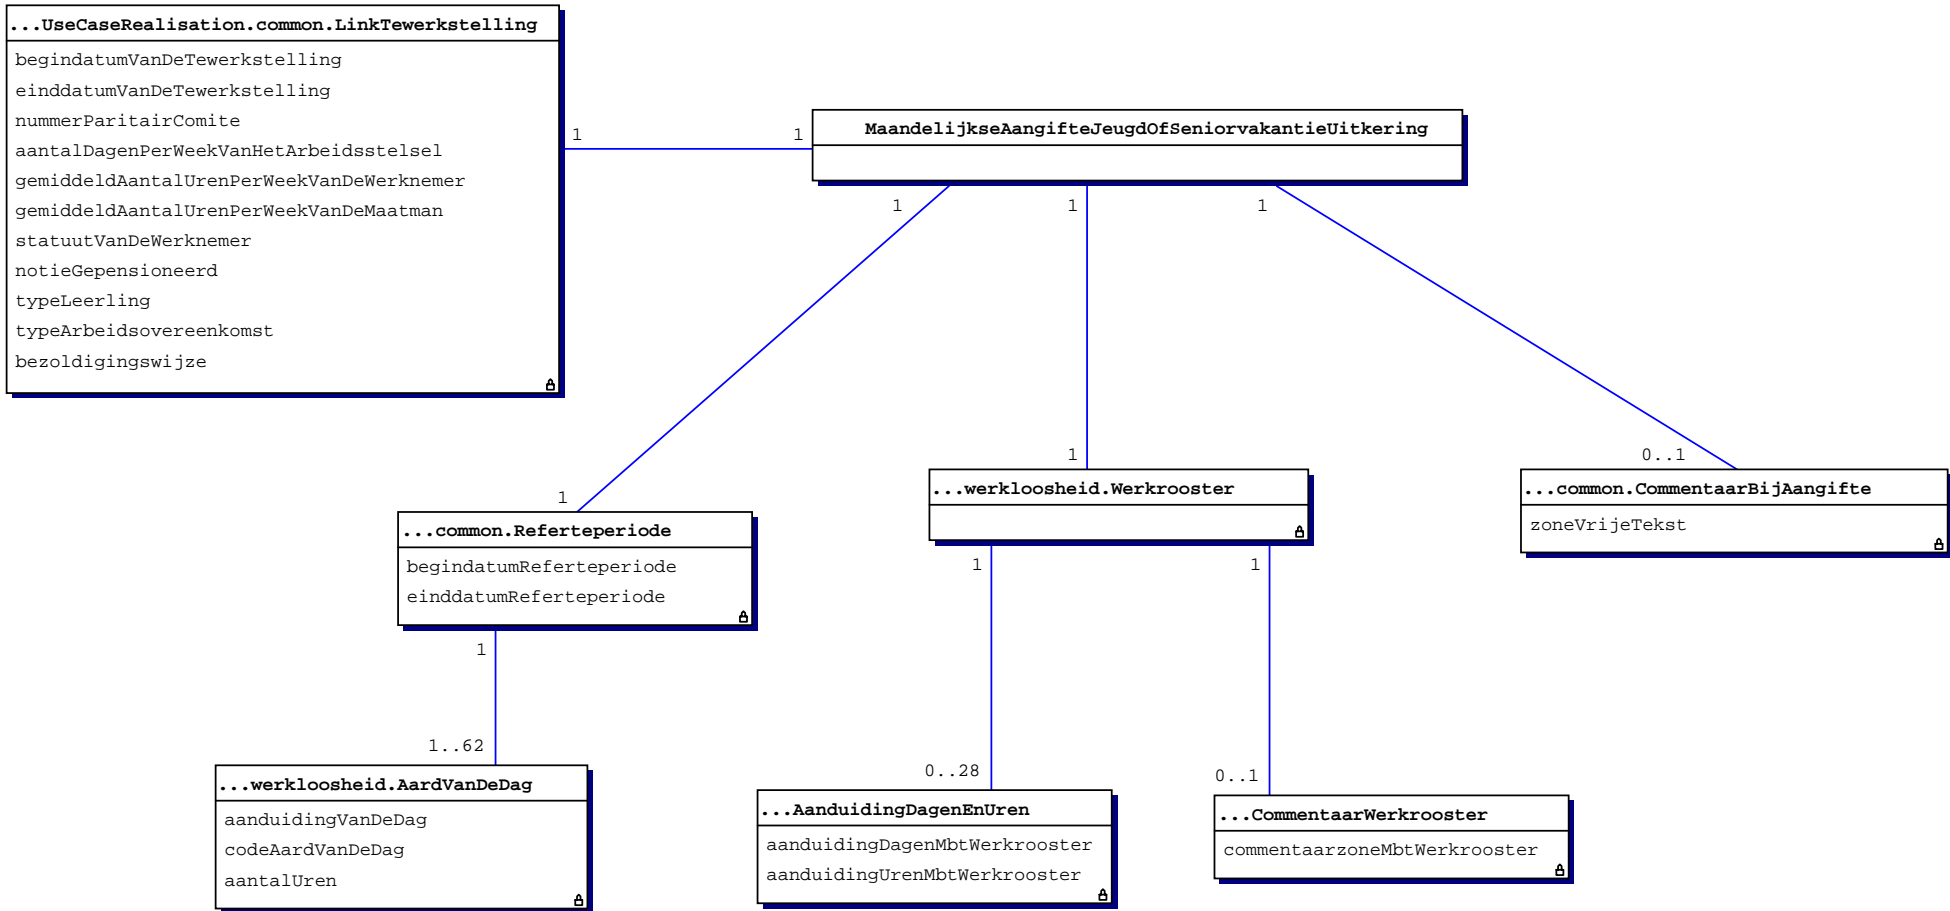 ...UseCaseRealisation.common.LinkTewerkstelling
begindatumVanDeTewerkstelling
einddatumVanDeTewerkstelling
nummerParitairComite
aantalDagenPerWeekVanHetArbeidsstelsel
gemiddeldAantalUrenPerWeekVanDeWerknemer
gemiddeldAantalUrenPerWeekVanDeMaatman
statuutVanDeWerknemer
notieGepensioneerd
typeLeerling
typeArbeidsovereenkomst
bezoldigingswijze
1
1
MaandelijkseAangifteJeugdOfSeniorvakantieUitkering
1
1
1
1
1
0..1
...common.Referteperiode
begindatumReferteperiode
einddatumReferteperiode
...werkloosheid.Werkrooster
...common.CommentaarBijAangifte
zoneVrijeTekst
1
1
1
1..62
0..28
0..1
...werkloosheid.AardVanDeDag
aanduidingVanDeDag
codeAardVanDeDag
aantalUren
...AanduidingDagenEnUren
aanduidingDagenMbtWerkrooster
aanduidingUrenMbtWerkrooster
...CommentaarWerkrooster
commentaarzoneMbtWerkrooster